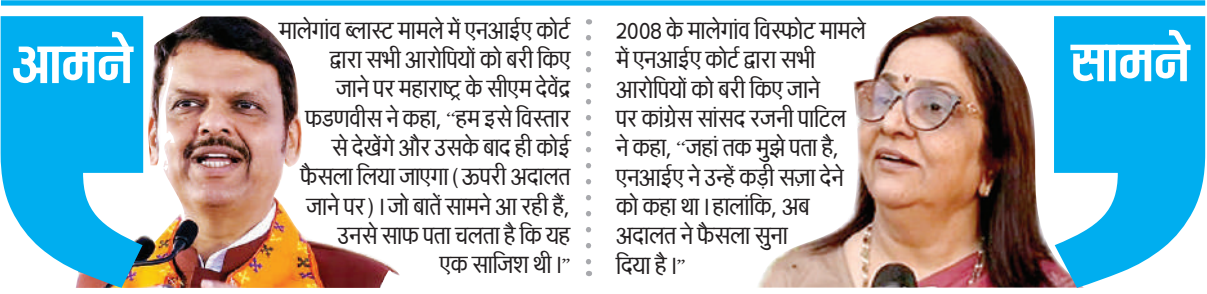 आमने
मालेगांव ब्लास्ट मामले में एनआईए कोर्ट
द्वारा सभी आरोपियों को बरी किए
जाने पर महाराष्ट्र के सीएम देवेंद्र
फडणवीस ने कहा, “हम इसे विस्तार
से देखेंगे और उसके बाद ही कोई
फैसला लिया जाएगा (ऊपरी अदालत
जाने पर)। जो बातें सामने आ रही हैं,
उनसे साफ पता चलता है कि यह
एक साजिश थी।”
2008 के मालेगांव विस्फोट मामले
में एनआईए कोर्ट द्वारा सभी
आरोपियों को बरी किए जाने
पर कांग्रेस सांसद रजनी पाटिल
ने कहा, “जहां तक मुझे पता है,
एनआईए ने उन्हें कड़ी सज़ा देने
को कहा था। हालांकि, अब
अदालत ने फैसला सुना
दिया है।”
सामने